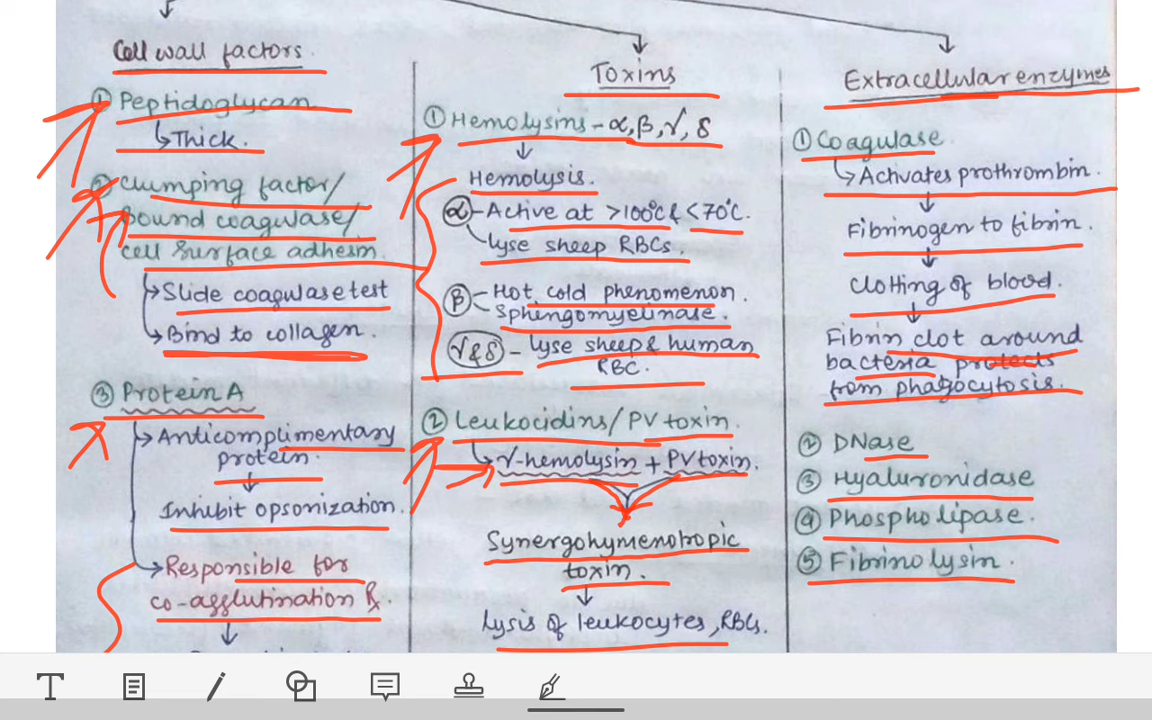 Cell wall factors.
① Peptidoglycan
↳ Thick.
② Clumping factor/
Bound coagulase/
cell surface adhesin.
→ Slide coagulase test
→ Bind to collagen.
③ Protein A
→ Anticomplimentary
protein.
↓
Inhibit opsonization.
→ Responsible for
co-agglutination Rx.
↓
Toxins
① Hemolysins - α, β, √, δ
↓
Hemolysis.
α - Active at >100°C & <70°C.
lyse sheep RBCs.
β - Hot cold phenomenon.
Sphingomyelinase.
√ & δ - lyse sheep & human
RBC.
② Leukocidins/PV toxin.
↳ √-hemolysin + PV toxin.
↓
Synergohymenotropic
toxin.
↓
lysis of leukocytes, RBCs.
Extracellular enzymes
① Coagulase
↳ Activates prothrombin.
↓
Fibrinogen to fibrin.
↓
Clotting of blood
↓
Fibrin clot around
bacteria protects
from phagocytosis.
② DNase
③ Hyaluronidase
④ Phospholipase.
⑤ Fibrinolysin.
T